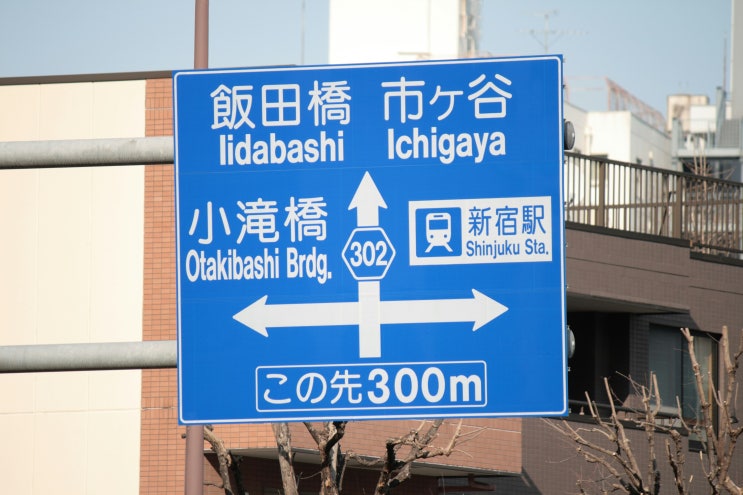 飯田橋 市ヶ谷
Iidabashi Ichigaya
小滝橋
Otakibashi Brdg.
302
新宿駅
Shinjuku Sta.
この先300m